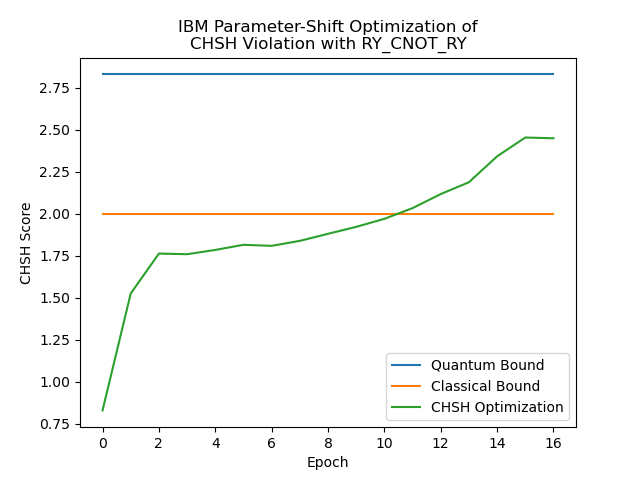 IBM Parameter-Shift Optimization of
CHSH Violation with RY_CNOT_RY
CHSH Score
2.75
2.50
2.25
2.00
1.75
1.50
1.25
1.00
0.75
Quantum Bound
Classical Bound
CHSH Optimization
0 2 4 6 8 10 12 14 16
Epoch